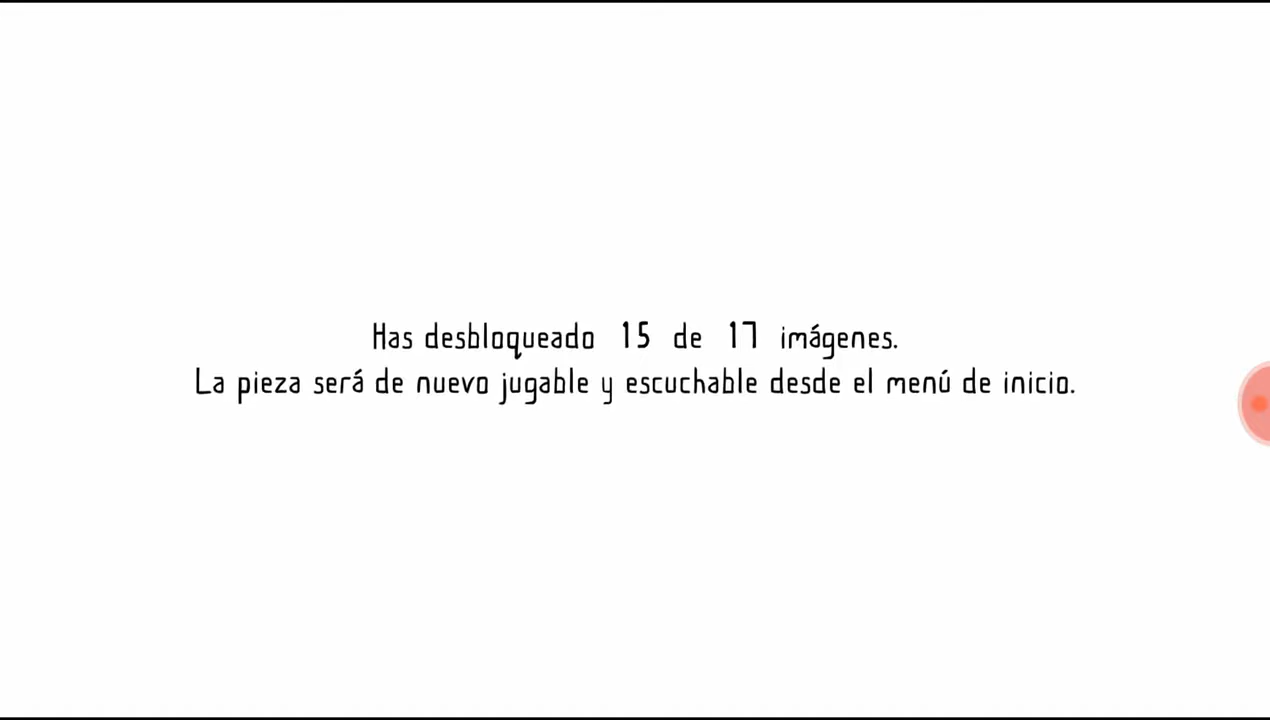 Has desbloqueado 15 de 17 imágenes.
La pieza será de nuevo jugable y escuchable desde el menú de inicio.